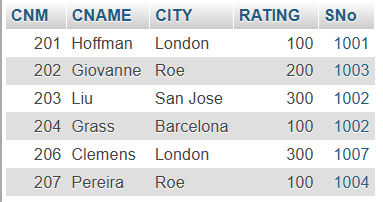 CNM CNAME CITY RATING SNo
201 Hoffman London 100 1001
202 Giovanne Roe 200 1003
203 Liu San Jose 300 1002
204 Grass Barcelona 100 1002
206 Clemens London 300 1007
207 Pereira Roe 100 1004